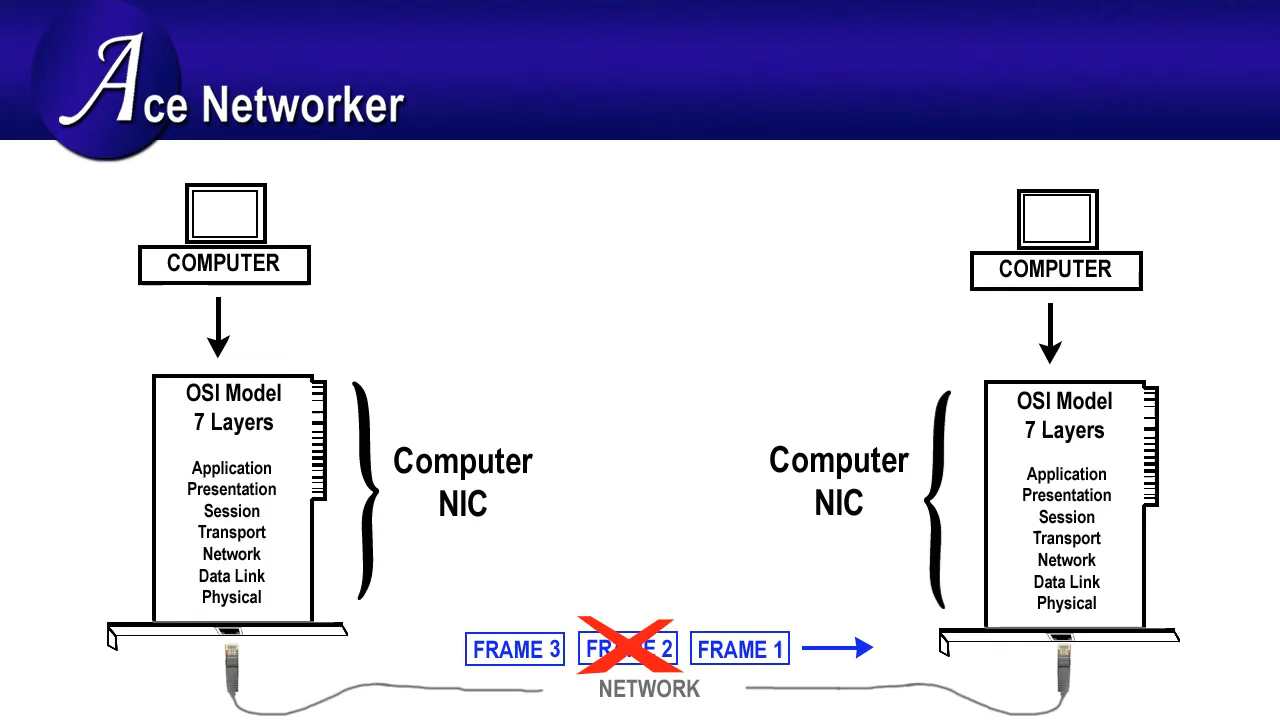 Ace Networker
COMPUTER
COMPUTER
OSI Model
7 Layers
Application
Presentation
Session
Transport
Network
Data Link
Physical
Computer
NIC
Computer
NIC
OSI Model
7 Layers
Application
Presentation
Session
Transport
Network
Data Link
Physical
FRAME 3
FRAME 2
FRAME 1
NETWORK